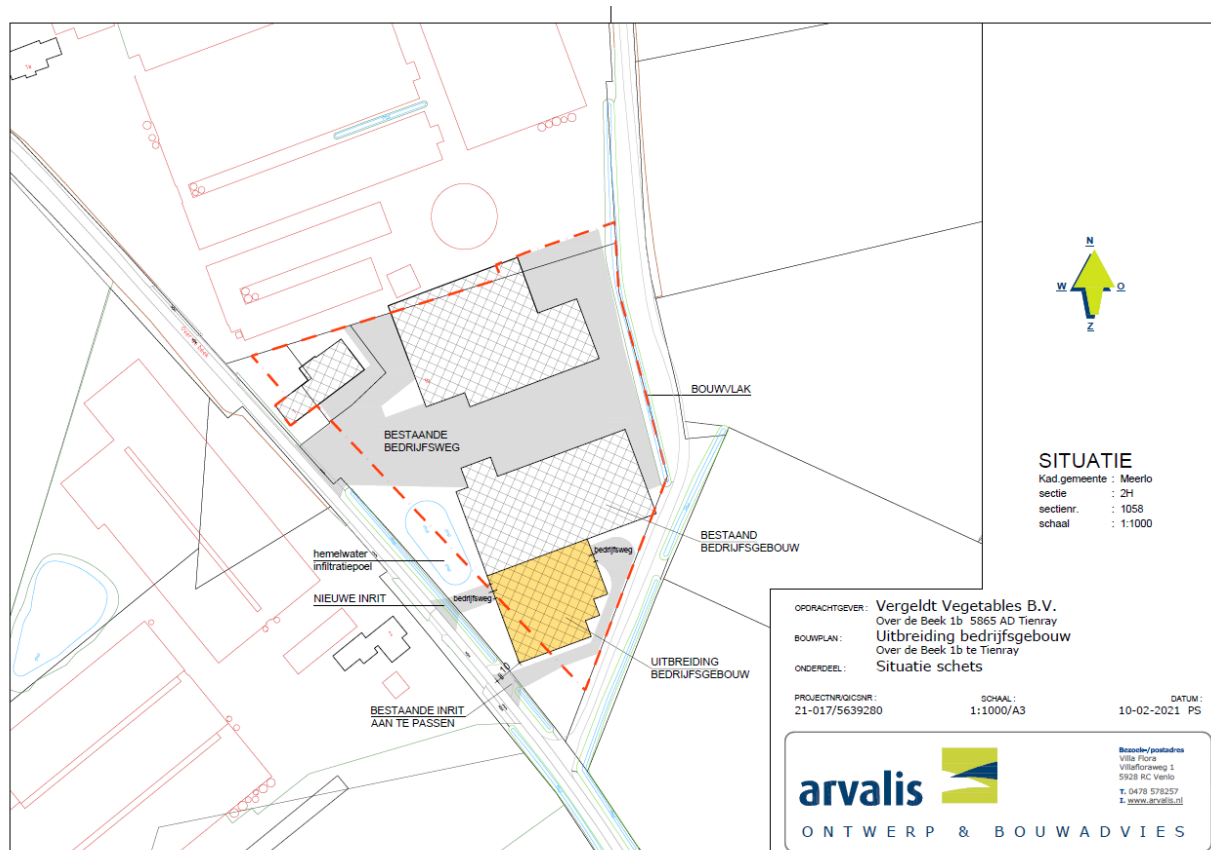 Over de beek
BOUWVLAK
BESTAANDE
BEDRIJFSWEG
BESTAAND
BEDRIJFSGEBOUW
bedrijfsweg
hemelwater
infiltratiepoel
NIEUWE INRIT
bedrijfsweg
UITBREIDING
BEDRIJFSGEBOUW
10
BESTAANDE INRIT
AAN TE PASSEN
N
W O
Z
SITUATIE
Kad.gemeente : Meerlo
sectie : 2H
sectienr. : 1058
schaal : 1:1000
OPDRACHTGEVER : Vergeldt Vegetables B.V.
Over de Beek 1b 5865 AD Tienray
BOUWPLAN : Uitbreiding bedrijfsgebouw
Over de Beek 1b te Tienray
ONDERDEEL : Situatie schets
PROJECTNR/QICSNR : SCHAAL : DATUM :
21-017/5639280 1:1000/A3 10-02-2021 PS
arvalis
Bezoek-/postadres
Villa Flora
Villafloraweg 1
5928 RC Venlo
T. 0478 578257
I. www.arvalis.nl
ONTWERP & BOUWADVIES